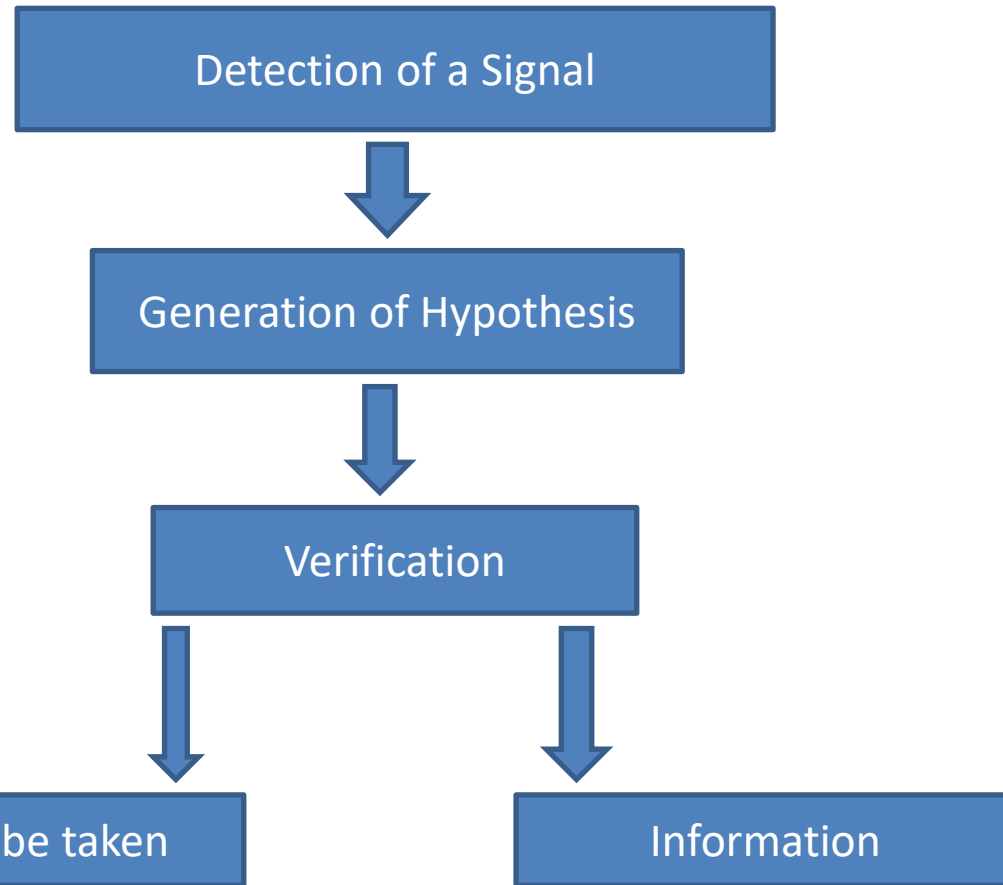 Detection of a Signal
Generation of Hypothesis
Verification
be taken
Information